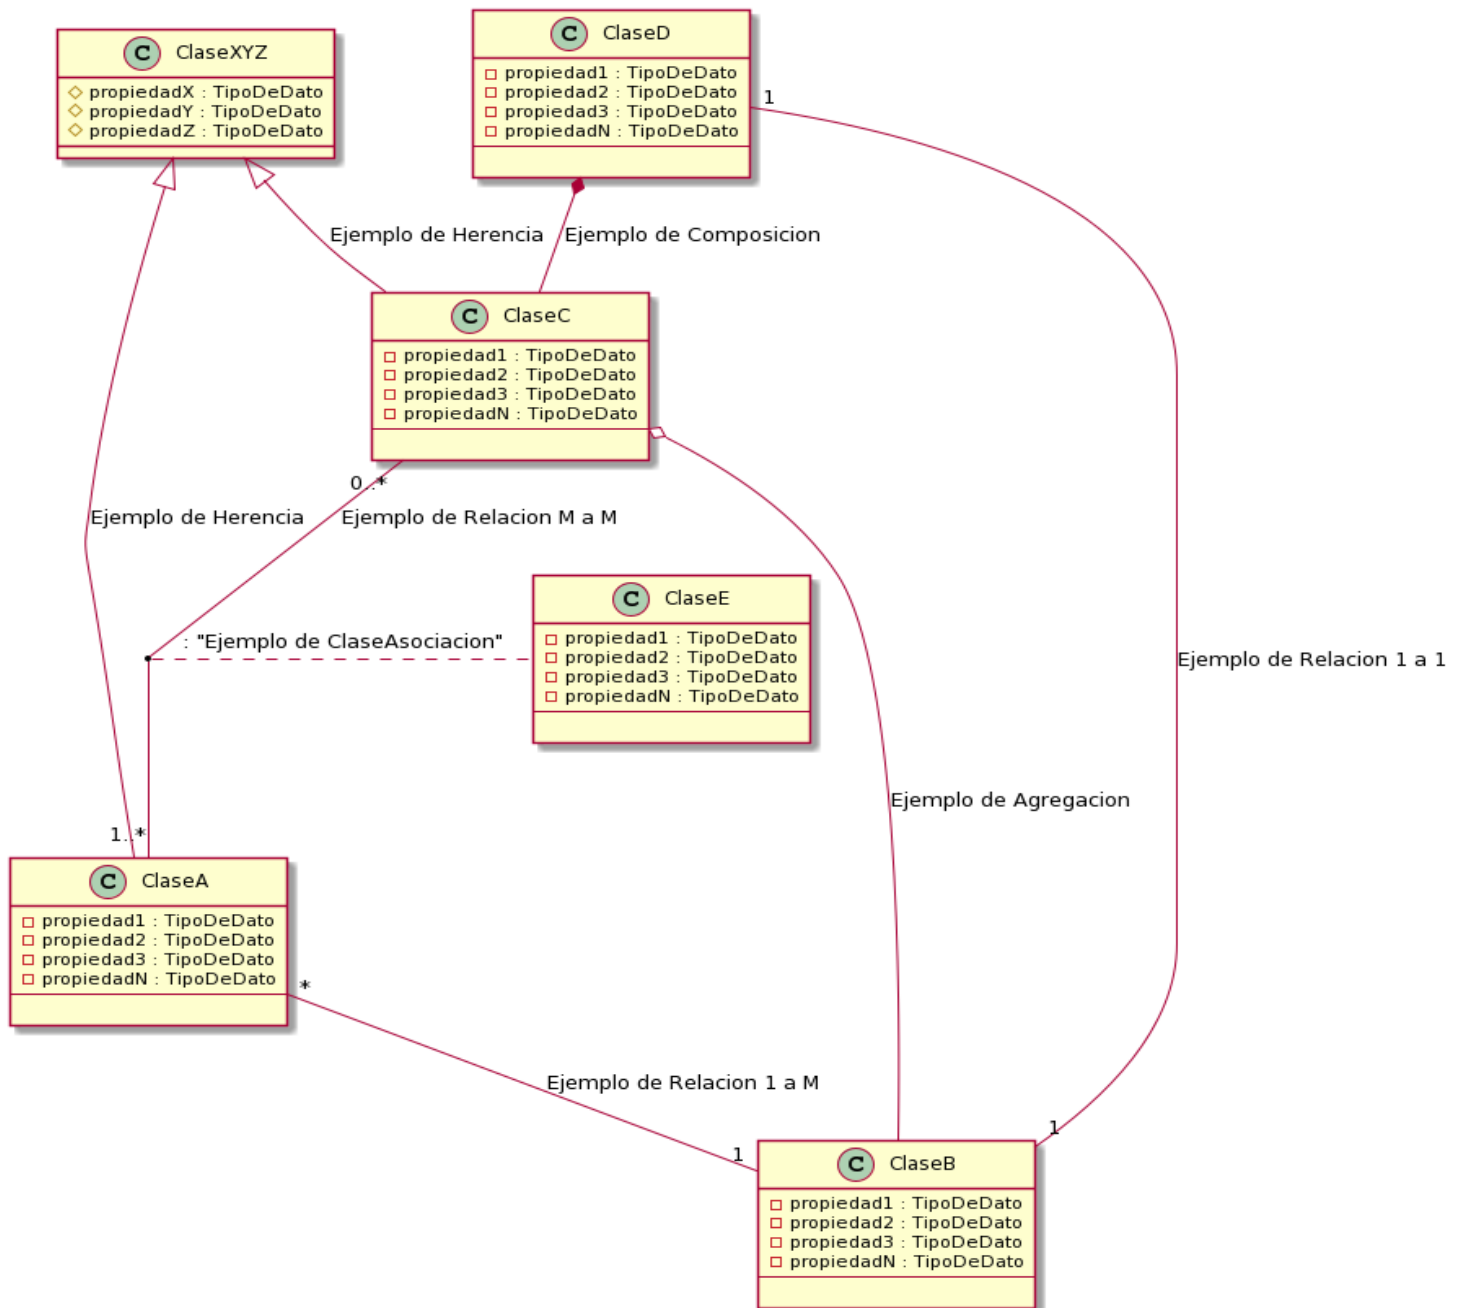 C ClaseXYZ
propiedadX : TipoDeDato
propiedadY : TipoDeDato
propiedadZ : TipoDeDato
C ClaseD
propiedad1 : TipoDeDato
propiedad2 : TipoDeDato
propiedad3 : TipoDeDato
propiedadN : TipoDeDato
1
Ejemplo de Herencia
Ejemplo de Composicion
C ClaseC
propiedad1 : TipoDeDato
propiedad2 : TipoDeDato
propiedad3 : TipoDeDato
propiedadN : TipoDeDato
0..*
Ejemplo de Herencia
Ejemplo de Relacion M a M
C ClaseE
propiedad1 : TipoDeDato
propiedad2 : TipoDeDato
propiedad3 : TipoDeDato
propiedadN : TipoDeDato
: "Ejemplo de ClaseAsociacion"
Ejemplo de Relacion 1 a 1
Ejemplo de Agregacion
1..*
C ClaseA
propiedad1 : TipoDeDato
propiedad2 : TipoDeDato
propiedad3 : TipoDeDato
propiedadN : TipoDeDato
*
Ejemplo de Relacion 1 a M
1
1
C ClaseB
propiedad1 : TipoDeDato
propiedad2 : TipoDeDato
propiedad3 : TipoDeDato
propiedadN : TipoDeDato